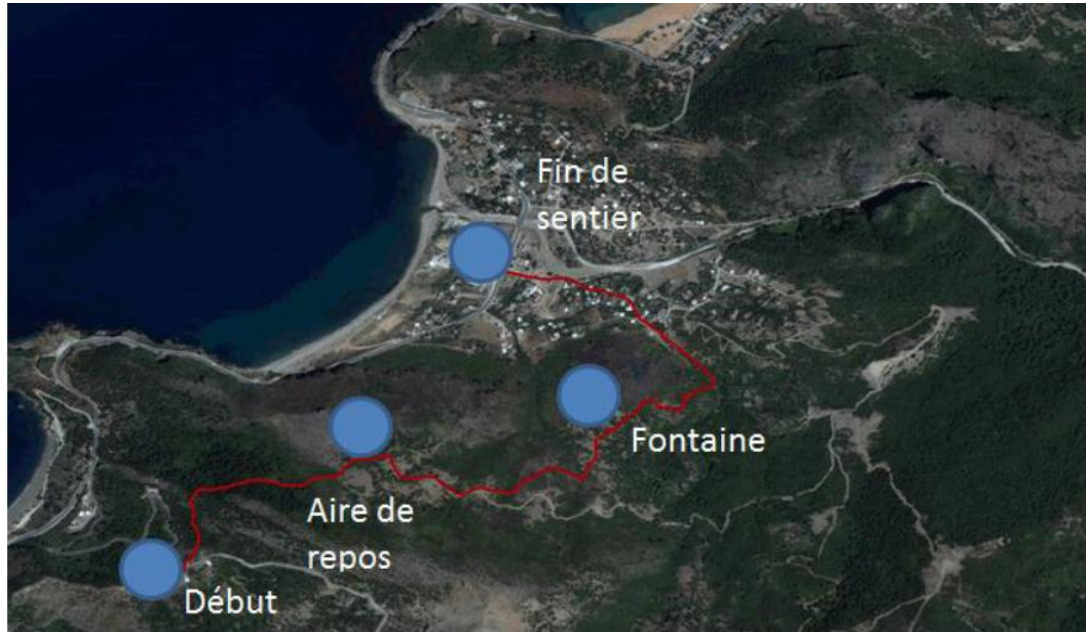 Fin de
sentier
Fontaine
Aire de
repos
Début